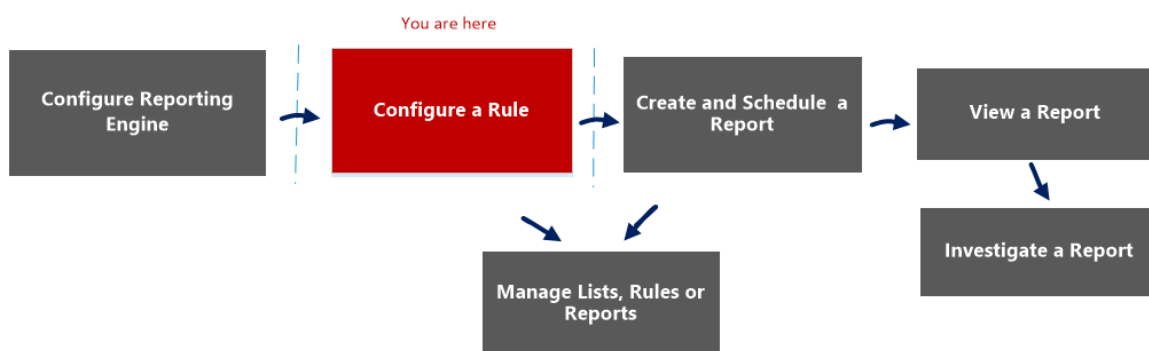 You are here
Configure Reporting
Engine
Configure a Rule
Create and Schedule a
Report
View a Report
Investigate a Report
Manage Lists, Rules or
Reports